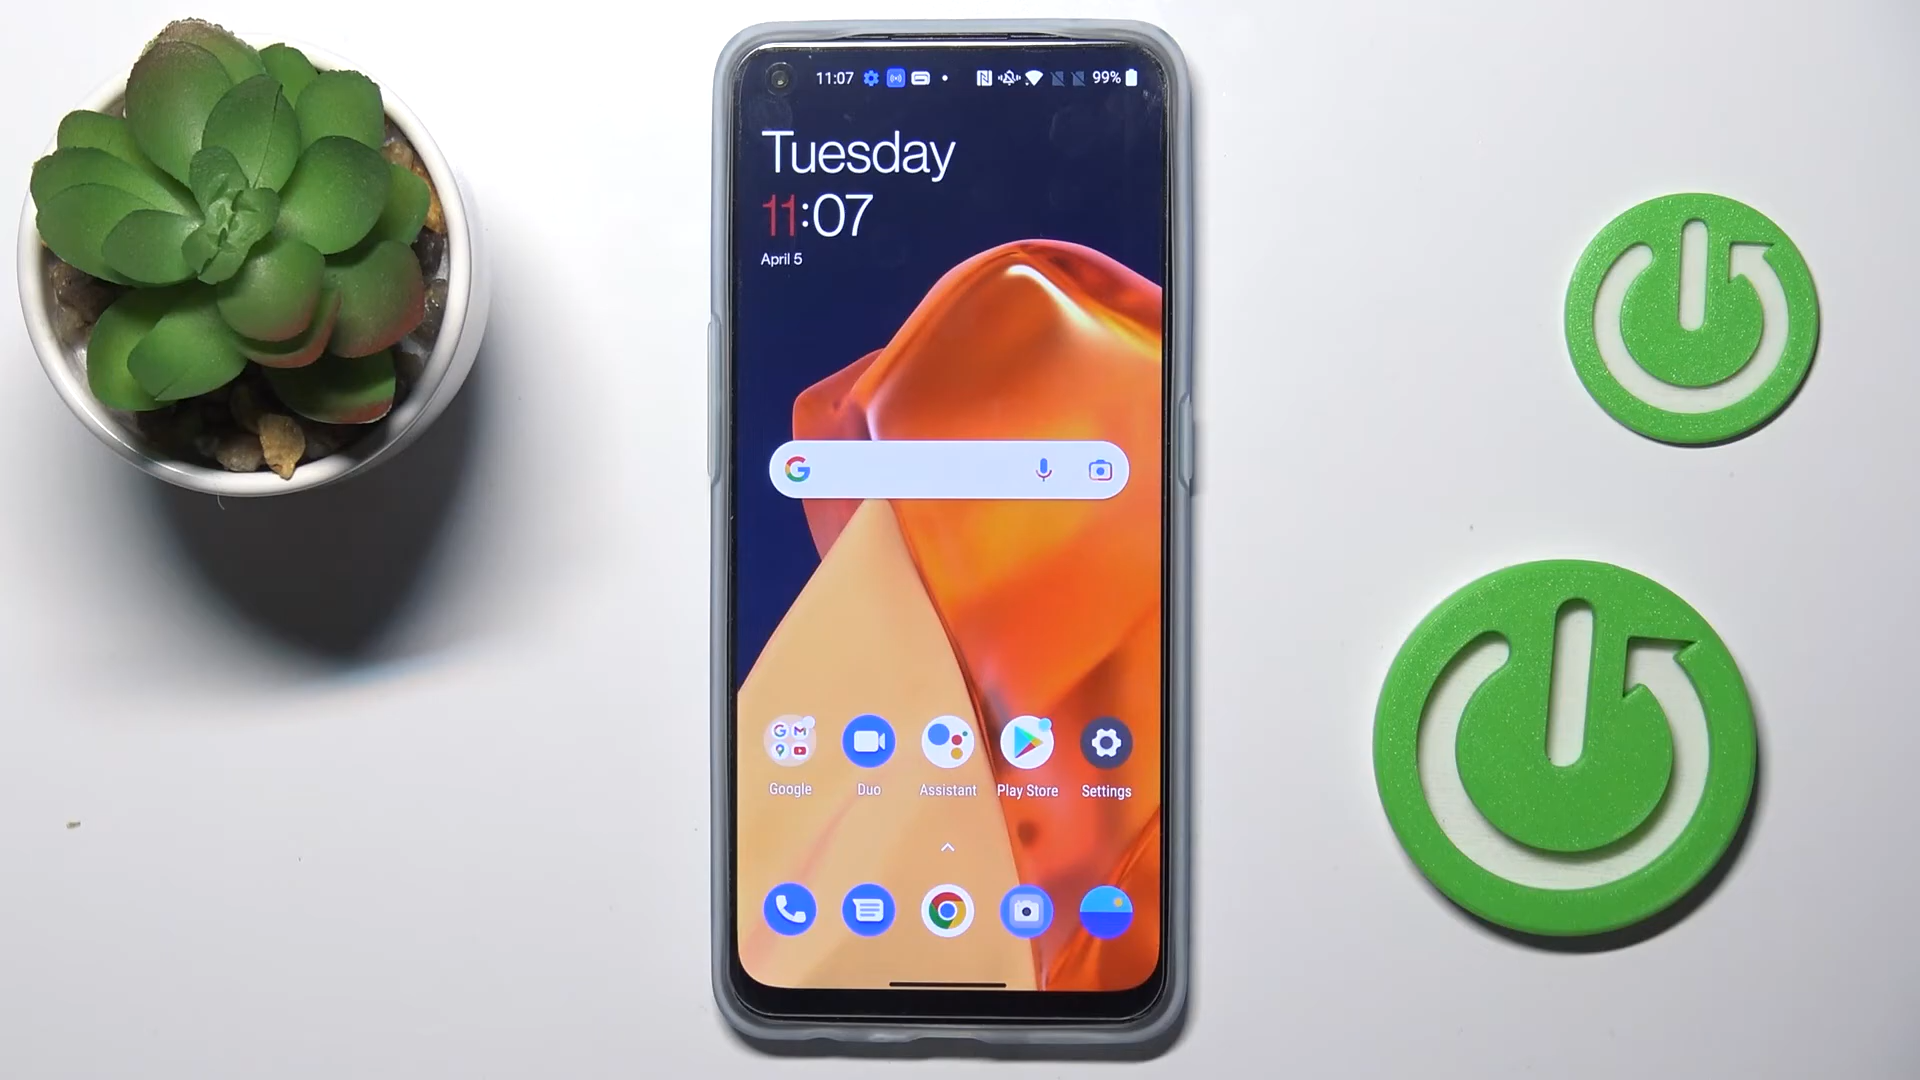 11:07 99%
Tuesday
11:07
April 5
Google Duo Assistant Play Store Settings